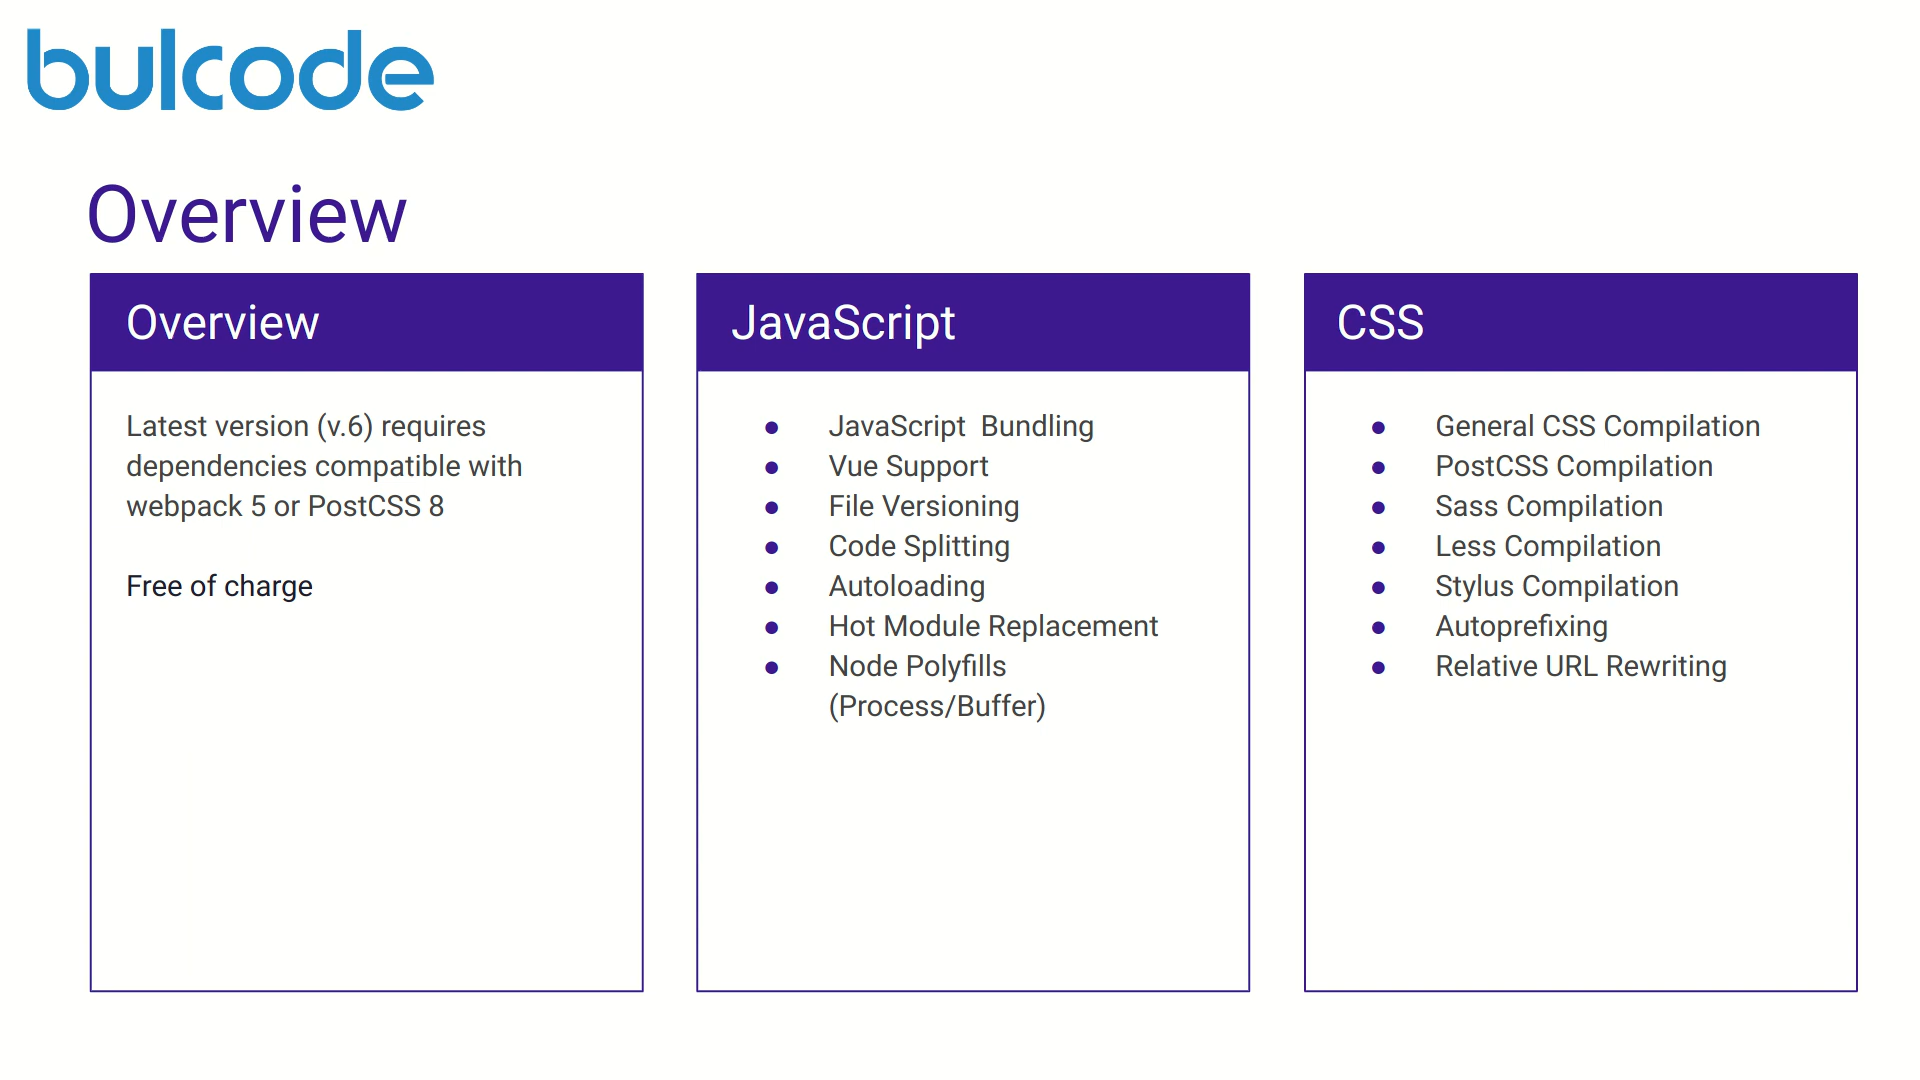 bulcode
Overview
Overview
Latest version (v.6) requires
dependencies compatible with
webpack 5 or PostCSS 8
Free of charge
JavaScript
● JavaScript  Bundling
● Vue Support
● File Versioning
● Code Splitting
● Autoloading
● Hot Module Replacement
● Node Polyfills
(Process/Buffer)
CSS
● General CSS Compilation
● PostCSS Compilation
● Sass Compilation
● Less Compilation
● Stylus Compilation
● Autoprefixing
● Relative URL Rewriting